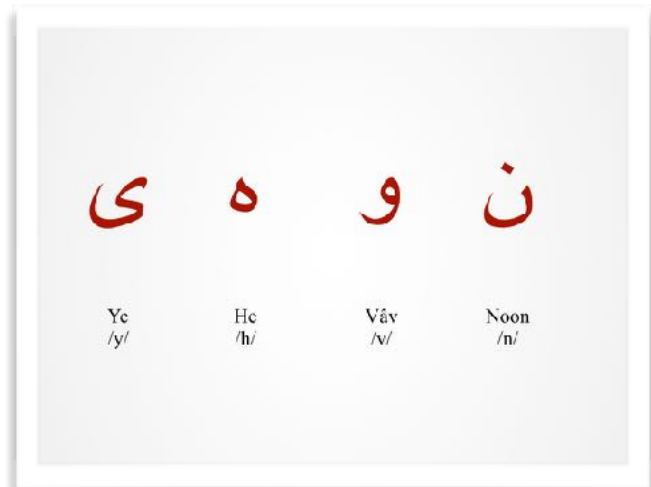 ن و ه ی
Noon Vâv He Ye
/n/ /v/ /h/ /y/